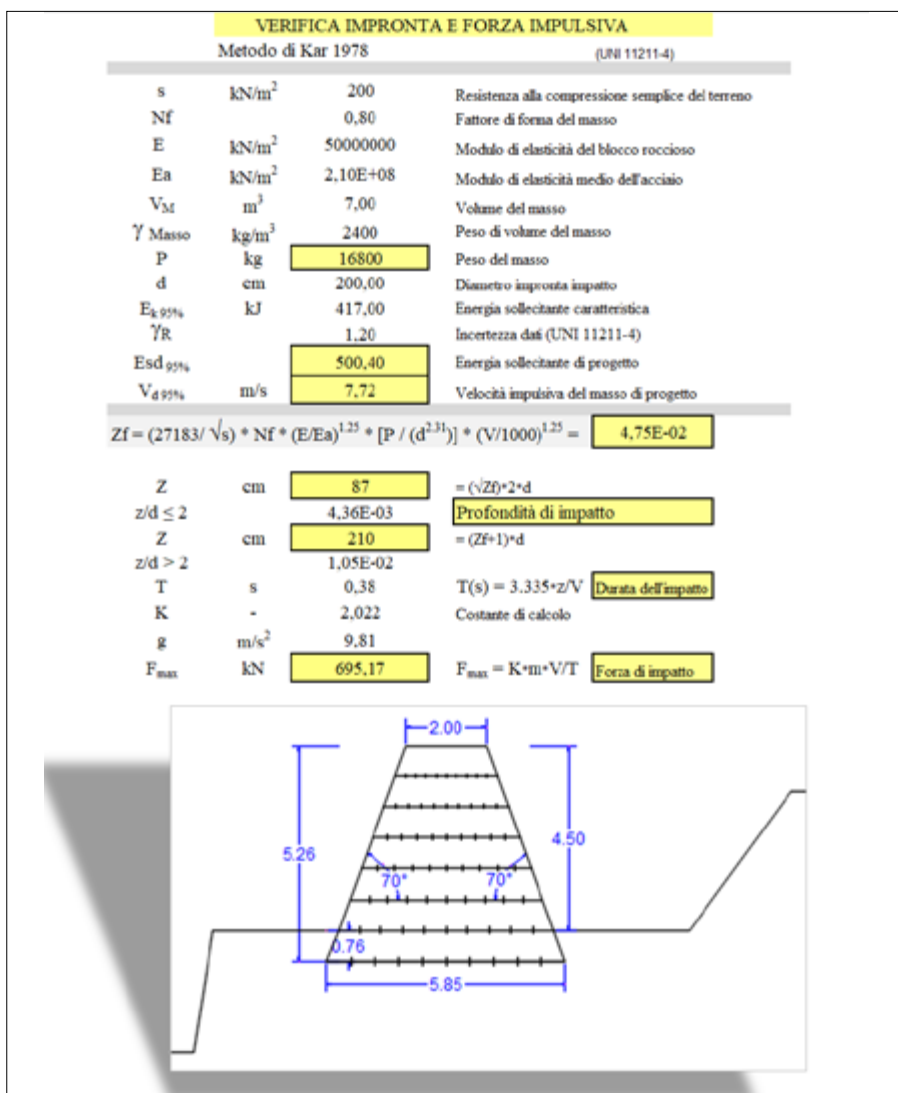 VERIFICA IMPRONTA E FORZA IMPULSIVA
Metodo di Kar 1978 (UNI 11211-4)
s kN/m² 200 Resistenza alla compressione semplice del terreno
Nf 0,80 Fattore di forma del masso
E kN/m² 50000000 Modulo di elasticità del blocco roccioso
Ea kN/m² 2,10E+08 Modulo di elasticità medio dell'acciaio
V_M m³ 7,00 Volume del masso
γ Masso kg/m³ 2400 Peso di volume del masso
P kg 16800 Peso del masso
d cm 200,00 Diametro impronta impatto
E_k 95% kJ 417,00 Energia sollecitante caratteristica
γR 1,20 Incertezza dati (UNI 11211-4)
Esd 95% 500,40 Energia sollecitante di progetto
V_d 95% m/s 7,72 Velocità impulsiva del masso di progetto
Zf = (27183/ √s) * Nf * (E/Ea)^1.25 * [P / (d^2.31)] * (V/1000)^1.25 = 4,75E-02
Z cm 87 = (√Zf)*2*d
z/d ≤ 2 4,36E-03 Profondità di impatto
Z cm 210 = (Zf+1)*d
z/d > 2 1,05E-02
T s 0,38 T(s) = 3.335*z/V Durata dell'impatto
K - 2,022 Costante di calcolo
g m/s² 9,81
F_max kN 695,17 F_max = K*m*V/T Forza di impatto
2.00
5.26
4.50
70° 70°
0.76
5.85